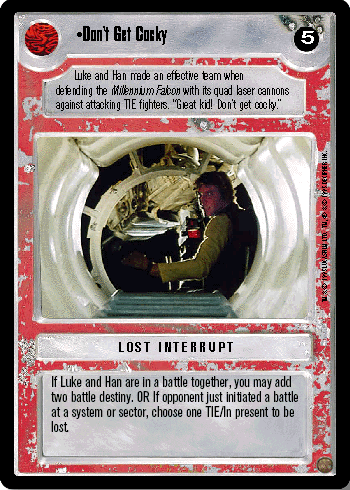 •Don't Get Cocky
5
Luke and Han made an effective team when
defending the Millennium Falcon with its quad laser cannons
against attacking TIE fighters. "Great kid! Don't get cocky."
LOST INTERRUPT
If Luke and Han are in a battle together, you may add
two battle destiny. OR If opponent just initiated a battle
at a system or sector, choose one TIE/ln present to be
lost.